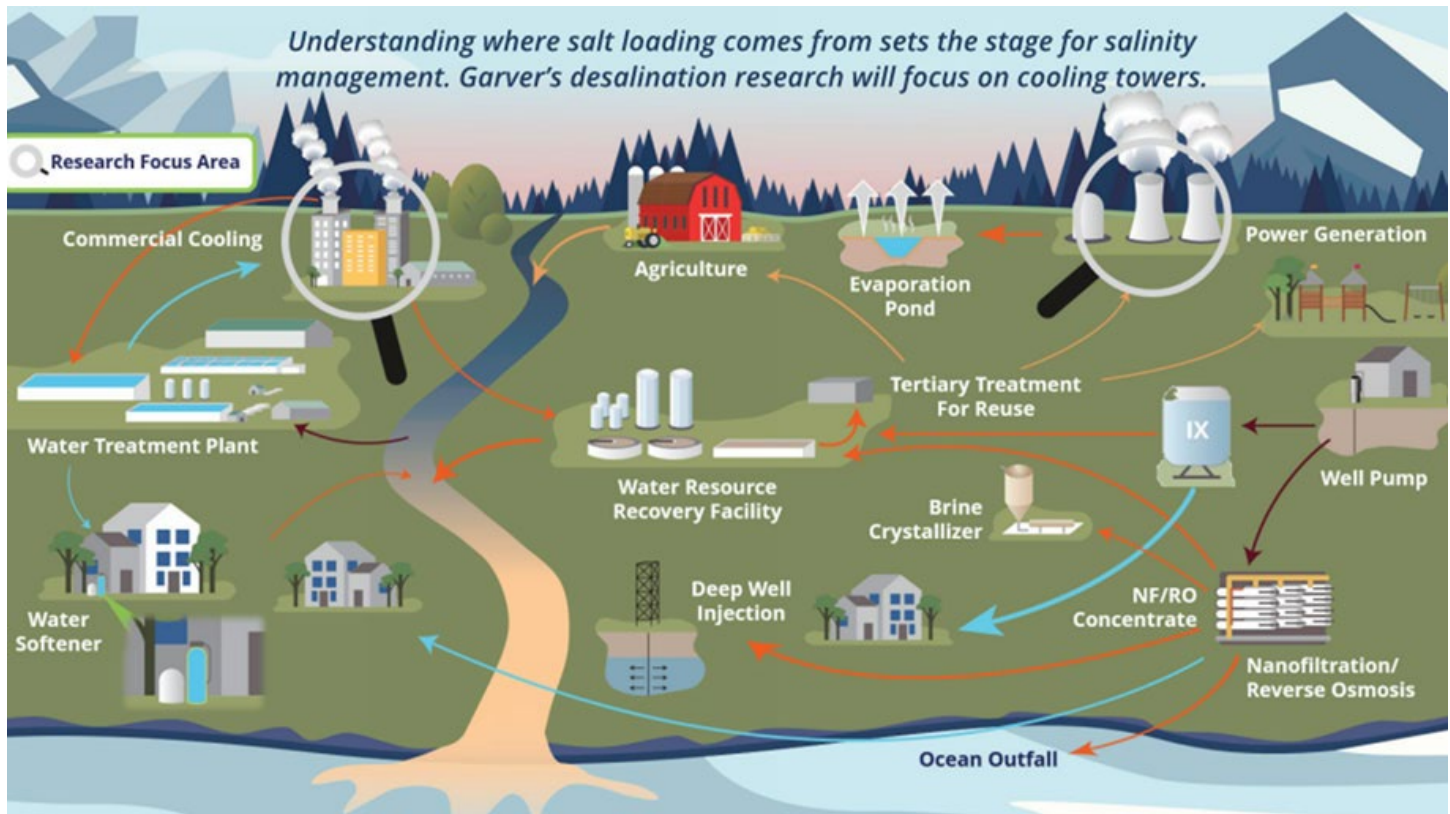 Understanding where salt loading comes from sets the stage for salinity
management. Garver's desalination research will focus on cooling towers.
Research Focus Area
Commercial Cooling
Agriculture
Evaporation
Pond
Power Generation
Water Treatment Plant
Tertiary Treatment
For Reuse
IX
Well Pump
Water Resource
Recovery Facility
Brine
Crystallizer
Water
Softener
Deep Well
Injection
NF/RO
Concentrate
Nanofiltration/
Reverse Osmosis
Ocean Outfall